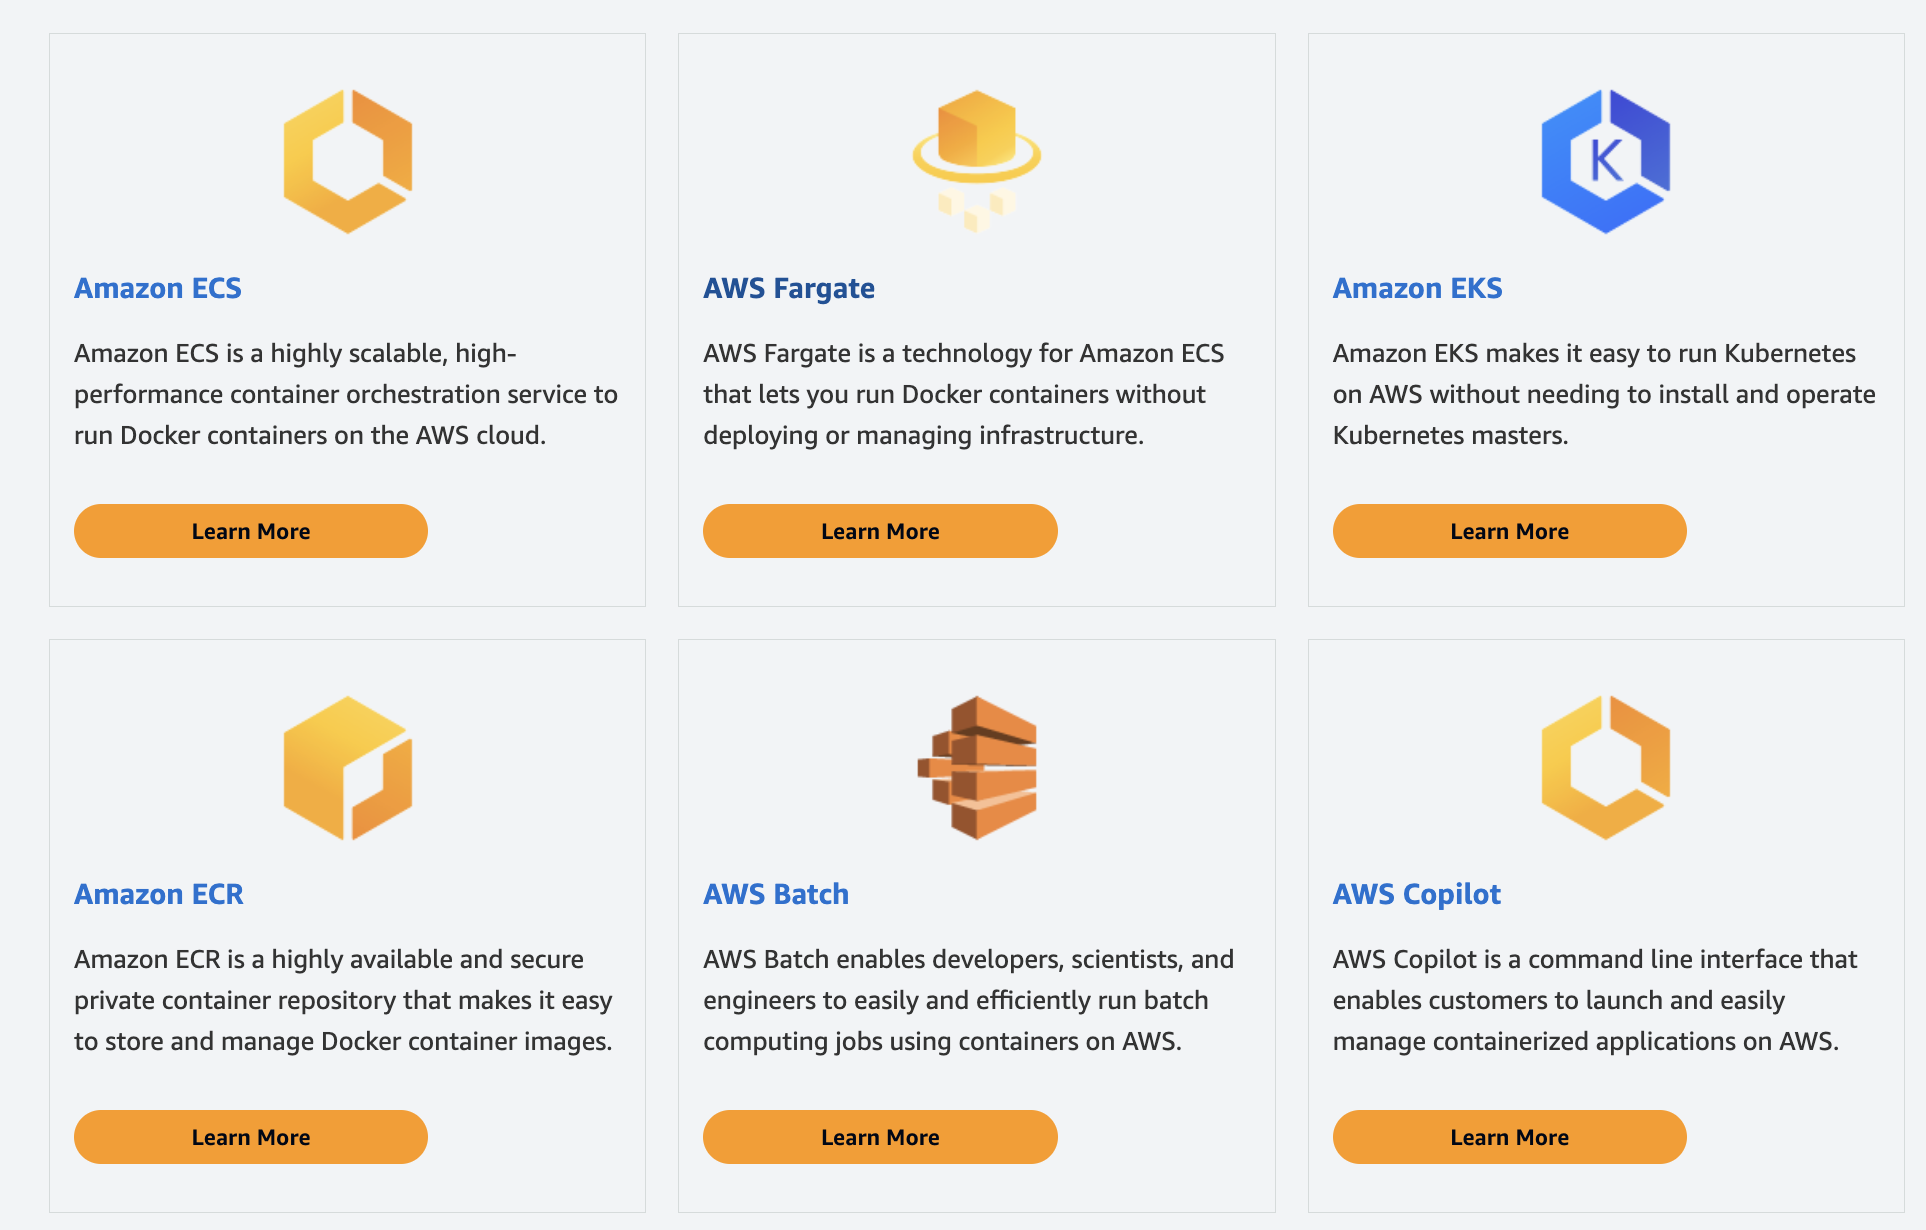 K
Amazon ECS
Amazon ECS is a highly scalable, high-
performance container orchestration service to
run Docker containers on the AWS cloud.
Learn More
AWS Fargate
AWS Fargate is a technology for Amazon ECS
that lets you run Docker containers without
deploying or managing infrastructure.
Learn More
Amazon EKS
Amazon EKS makes it easy to run Kubernetes
on AWS without needing to install and operate
Kubernetes masters.
Learn More
Amazon ECR
Amazon ECR is a highly available and secure
private container repository that makes it easy
to store and manage Docker container images.
Learn More
AWS Batch
AWS Batch enables developers, scientists, and
engineers to easily and efficiently run batch
computing jobs using containers on AWS.
Learn More
AWS Copilot
AWS Copilot is a command line interface that
enables customers to launch and easily
manage containerized applications on AWS.
Learn More